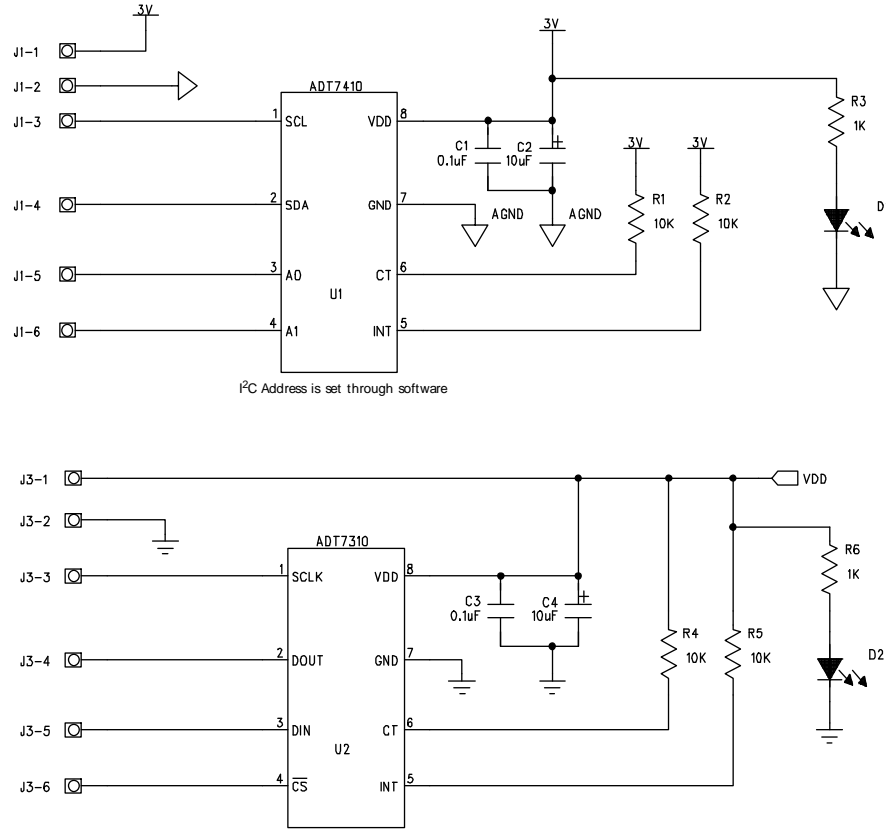 3V
J1-1
J1-2
J1-3
J1-4
J1-5
J1-6
ADT7410
1 SCL VDD 8
2 SDA GND 7
3 A0 CT 6
4 A1 INT 5
U1
3V
C1
0.1uF
C2
10uF
+
AGND
AGND
3V
R1
10K
3V
R2
10K
R3
1K
D
I²C Address is set through software
J3-1
J3-2
J3-3
J3-4
J3-5
J3-6
ADT7310
1 SCLK VDD 8
2 DOUT GND 7
3 DIN CT 6
4 C̅S̅ INT 5
U2
C3
0.1uF
C4
10uF
+
VDD
R4
10K
R5
10K
R6
1K
D2